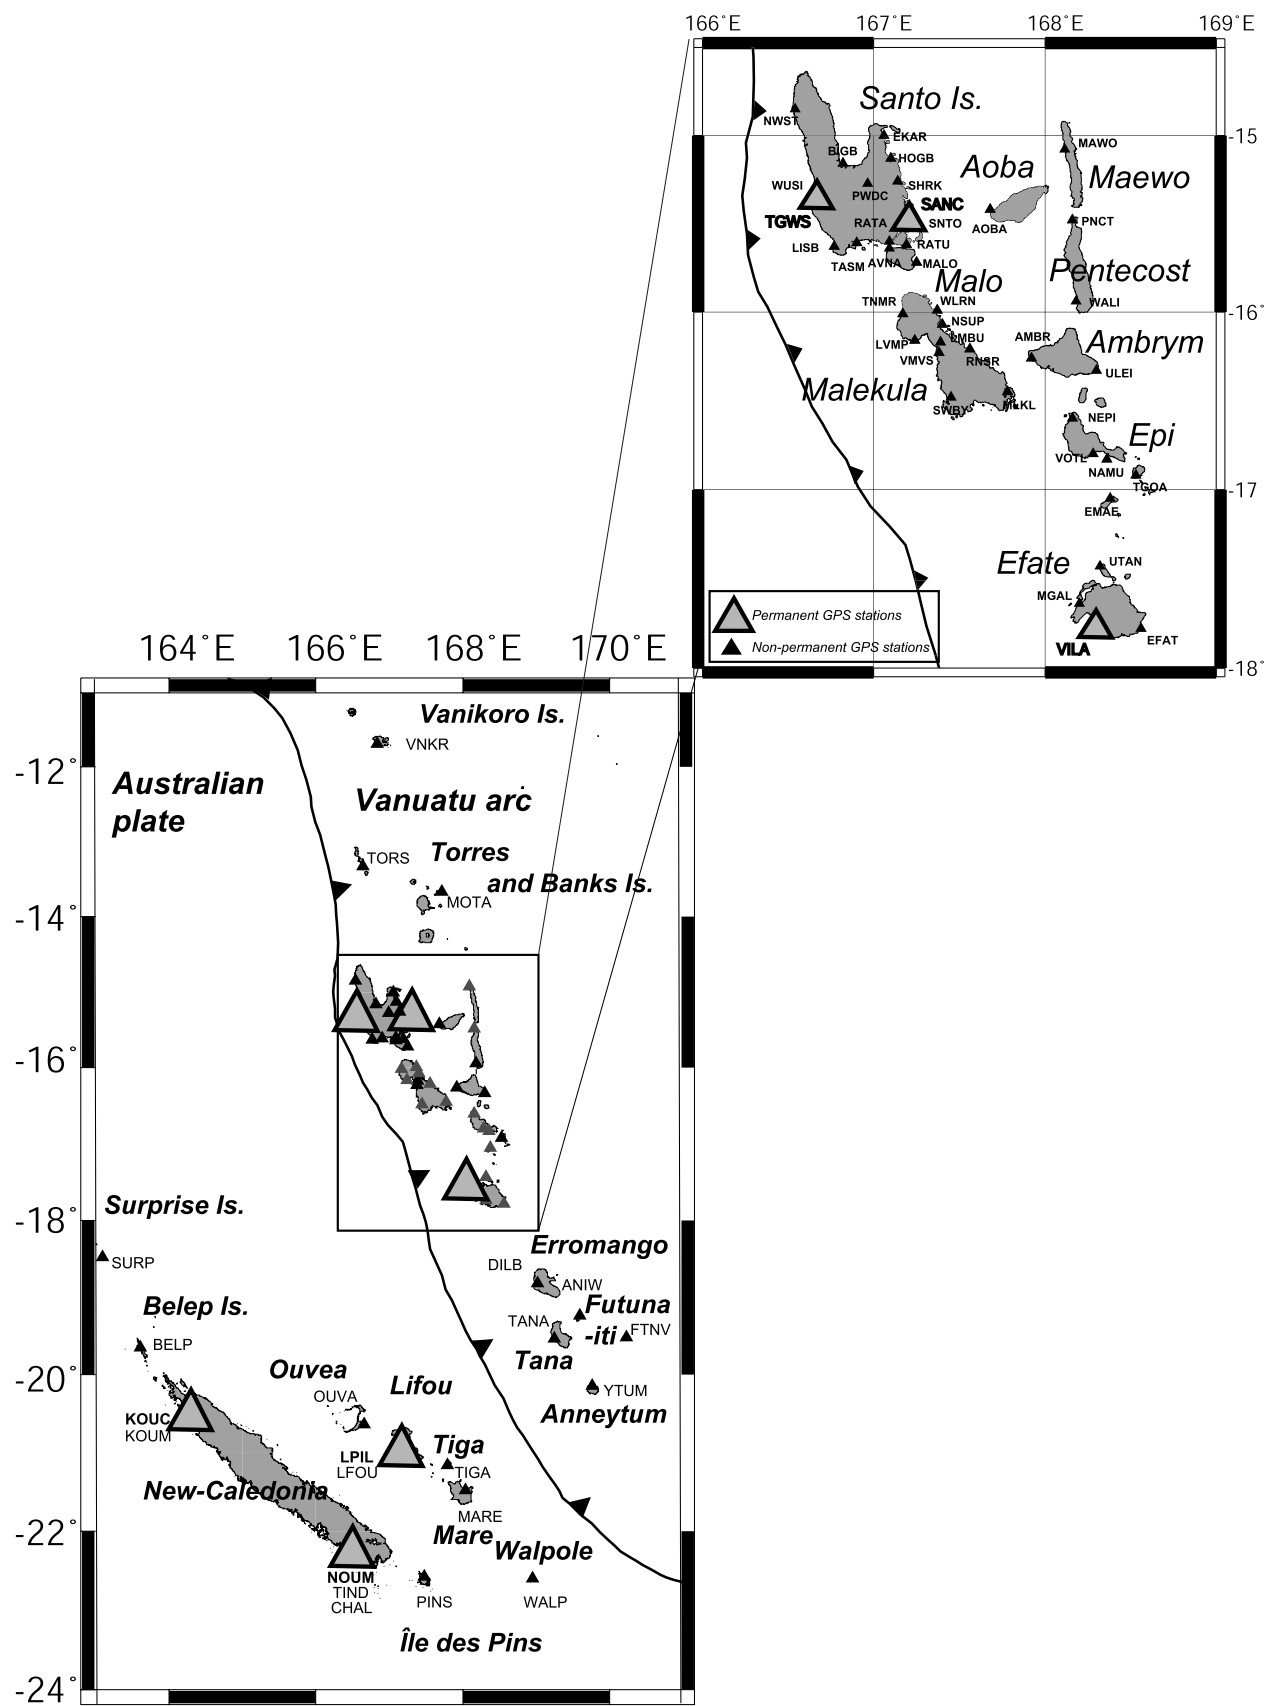 166°E 167°E 168°E 169°E
Santo Is.
NWST
EKAR
-15
BIGB
HOGB
MAWO
Aoba
Maewo
WUSI
PWDC
SHRK
TGWS
SANC
RATA
SNTO
AOBA
PNCT
LISB
RATU
TASM
AVNA
MALO
Pentecost
Malo
TNMR
WLRN
WALI
-16°
NSUP
LVMP
LMBU
AMBR
Ambrym
VMVS
RNSR
ULEI
Malekula
SWBY
MLKL
NEPI
Epi
VOTL
NAMU
TGOA
-17
EMAE
Efate
UTAN
MGAL
Permanent GPS stations
EFAT
Non-permanent GPS stations
VILA
-18°
164°E 166°E 168°E 170°E
Vanikoro Is.
VNKR
-12°
Australian
plate
Vanuatu arc
TORS
Torres
and Banks Is.
MOTA
-14°
-16°
Surprise Is.
-18°
SURP
Erromango
DILB
ANIW
Belep Is.
Futuna
-iti
TANA
FTNV
BELP
Tana
-20°
Ouvea
OUVA
Lifou
YTUM
Anneytum
KOUC
KOUM
LPIL
LFOU
Tiga
TIGA
New-Caledonia
MARE
-22°
Mare
Walpole
NOUM
TIND
CHAL
PINS
WALP
Île des Pins
-24°